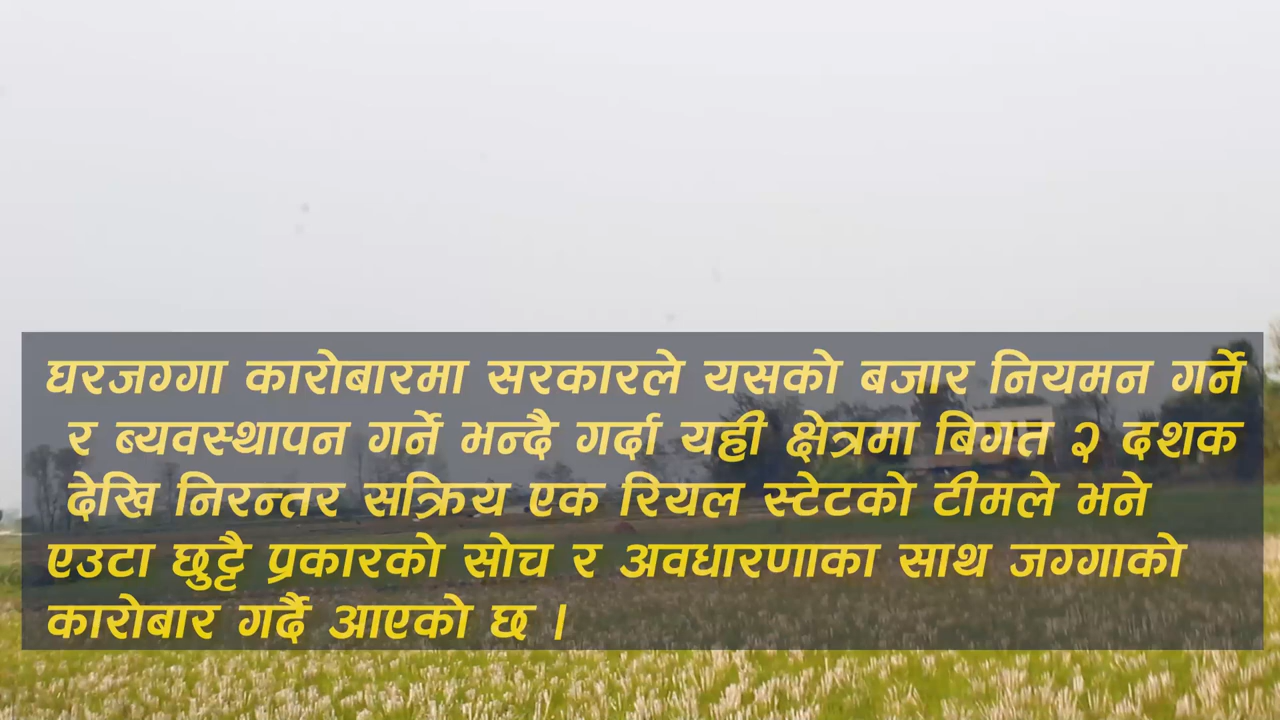 घरजग्गा कारोबारमा सरकारले यसको बजार नियमन गर्ने
र ब्यवस्थापन गर्ने भन्दै गर्दा यही क्षेत्रमा बिगत २ दशक
देखि निरन्तर सक्रिय एक रियल स्टेटको टीमले भने
एउटा छुट्टै प्रकारको सोच र अवधारणाका साथ जग्गाको
कारोबार गर्दै आएको छ ।